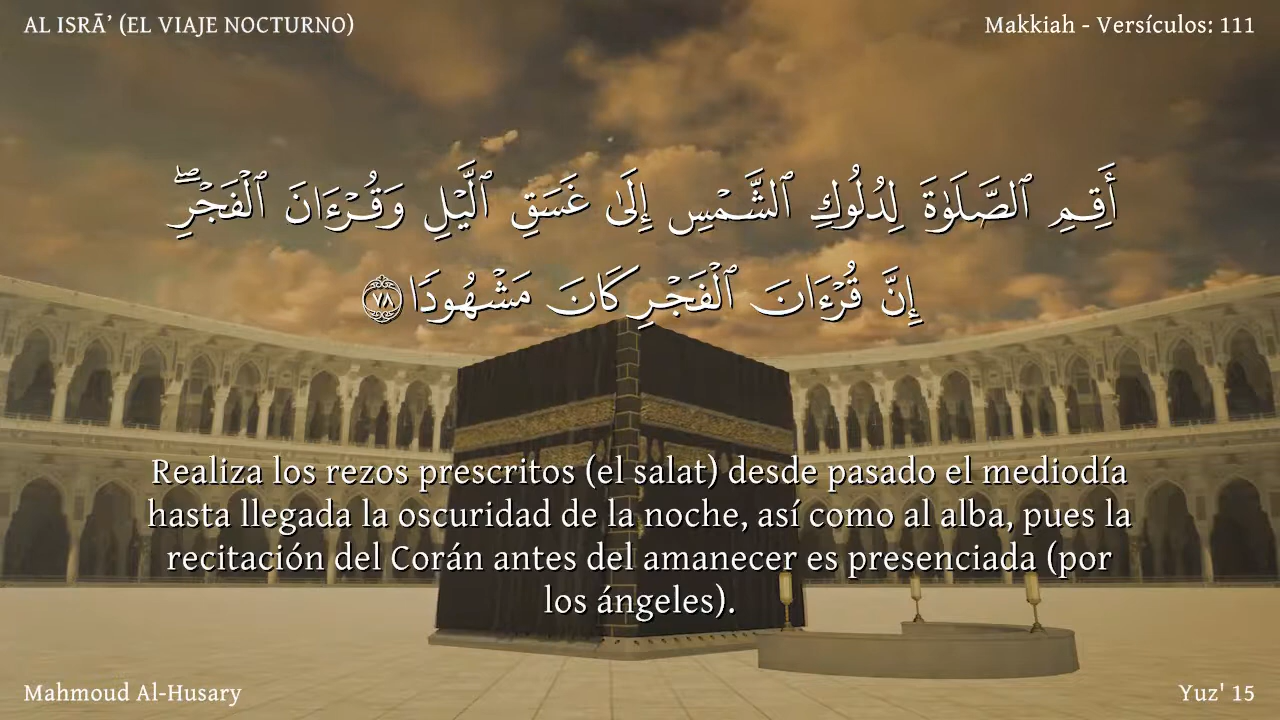 AL ISRĀ’ (EL VIAJE NOCTURNO)
Makkiah - Versículos: 111
أَقِمِ ٱلصَّلَوٰةَ لِدُلُوكِ ٱلشَّمْسِ إِلَىٰ غَسَقِ ٱلَّيْلِ وَقُرْءَانَ ٱلْفَجْرِۖ
إِنَّ قُرْءَانَ ٱلْفَجْرِ كَانَ مَشْهُودًا ٧٨
Realiza los rezos prescritos (el salat) desde pasado el mediodía
hasta llegada la oscuridad de la noche, así como al alba, pues la
recitación del Corán antes del amanecer es presenciada (por
los ángeles).
Mahmoud Al-Husary
Yuz' 15